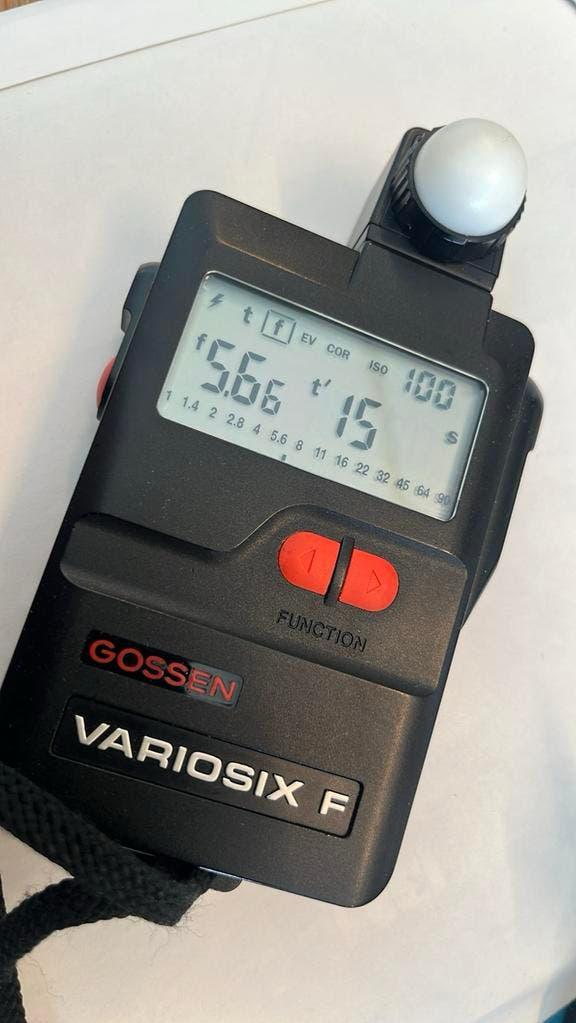 t f EV COR ISO 100
f 5.6 6 t' 15 s
1 1.4 2 2.8 4 5.6 8 11 16 22 32 45 64 90
FUNCTION
GOSSEN
VARIOSIX F